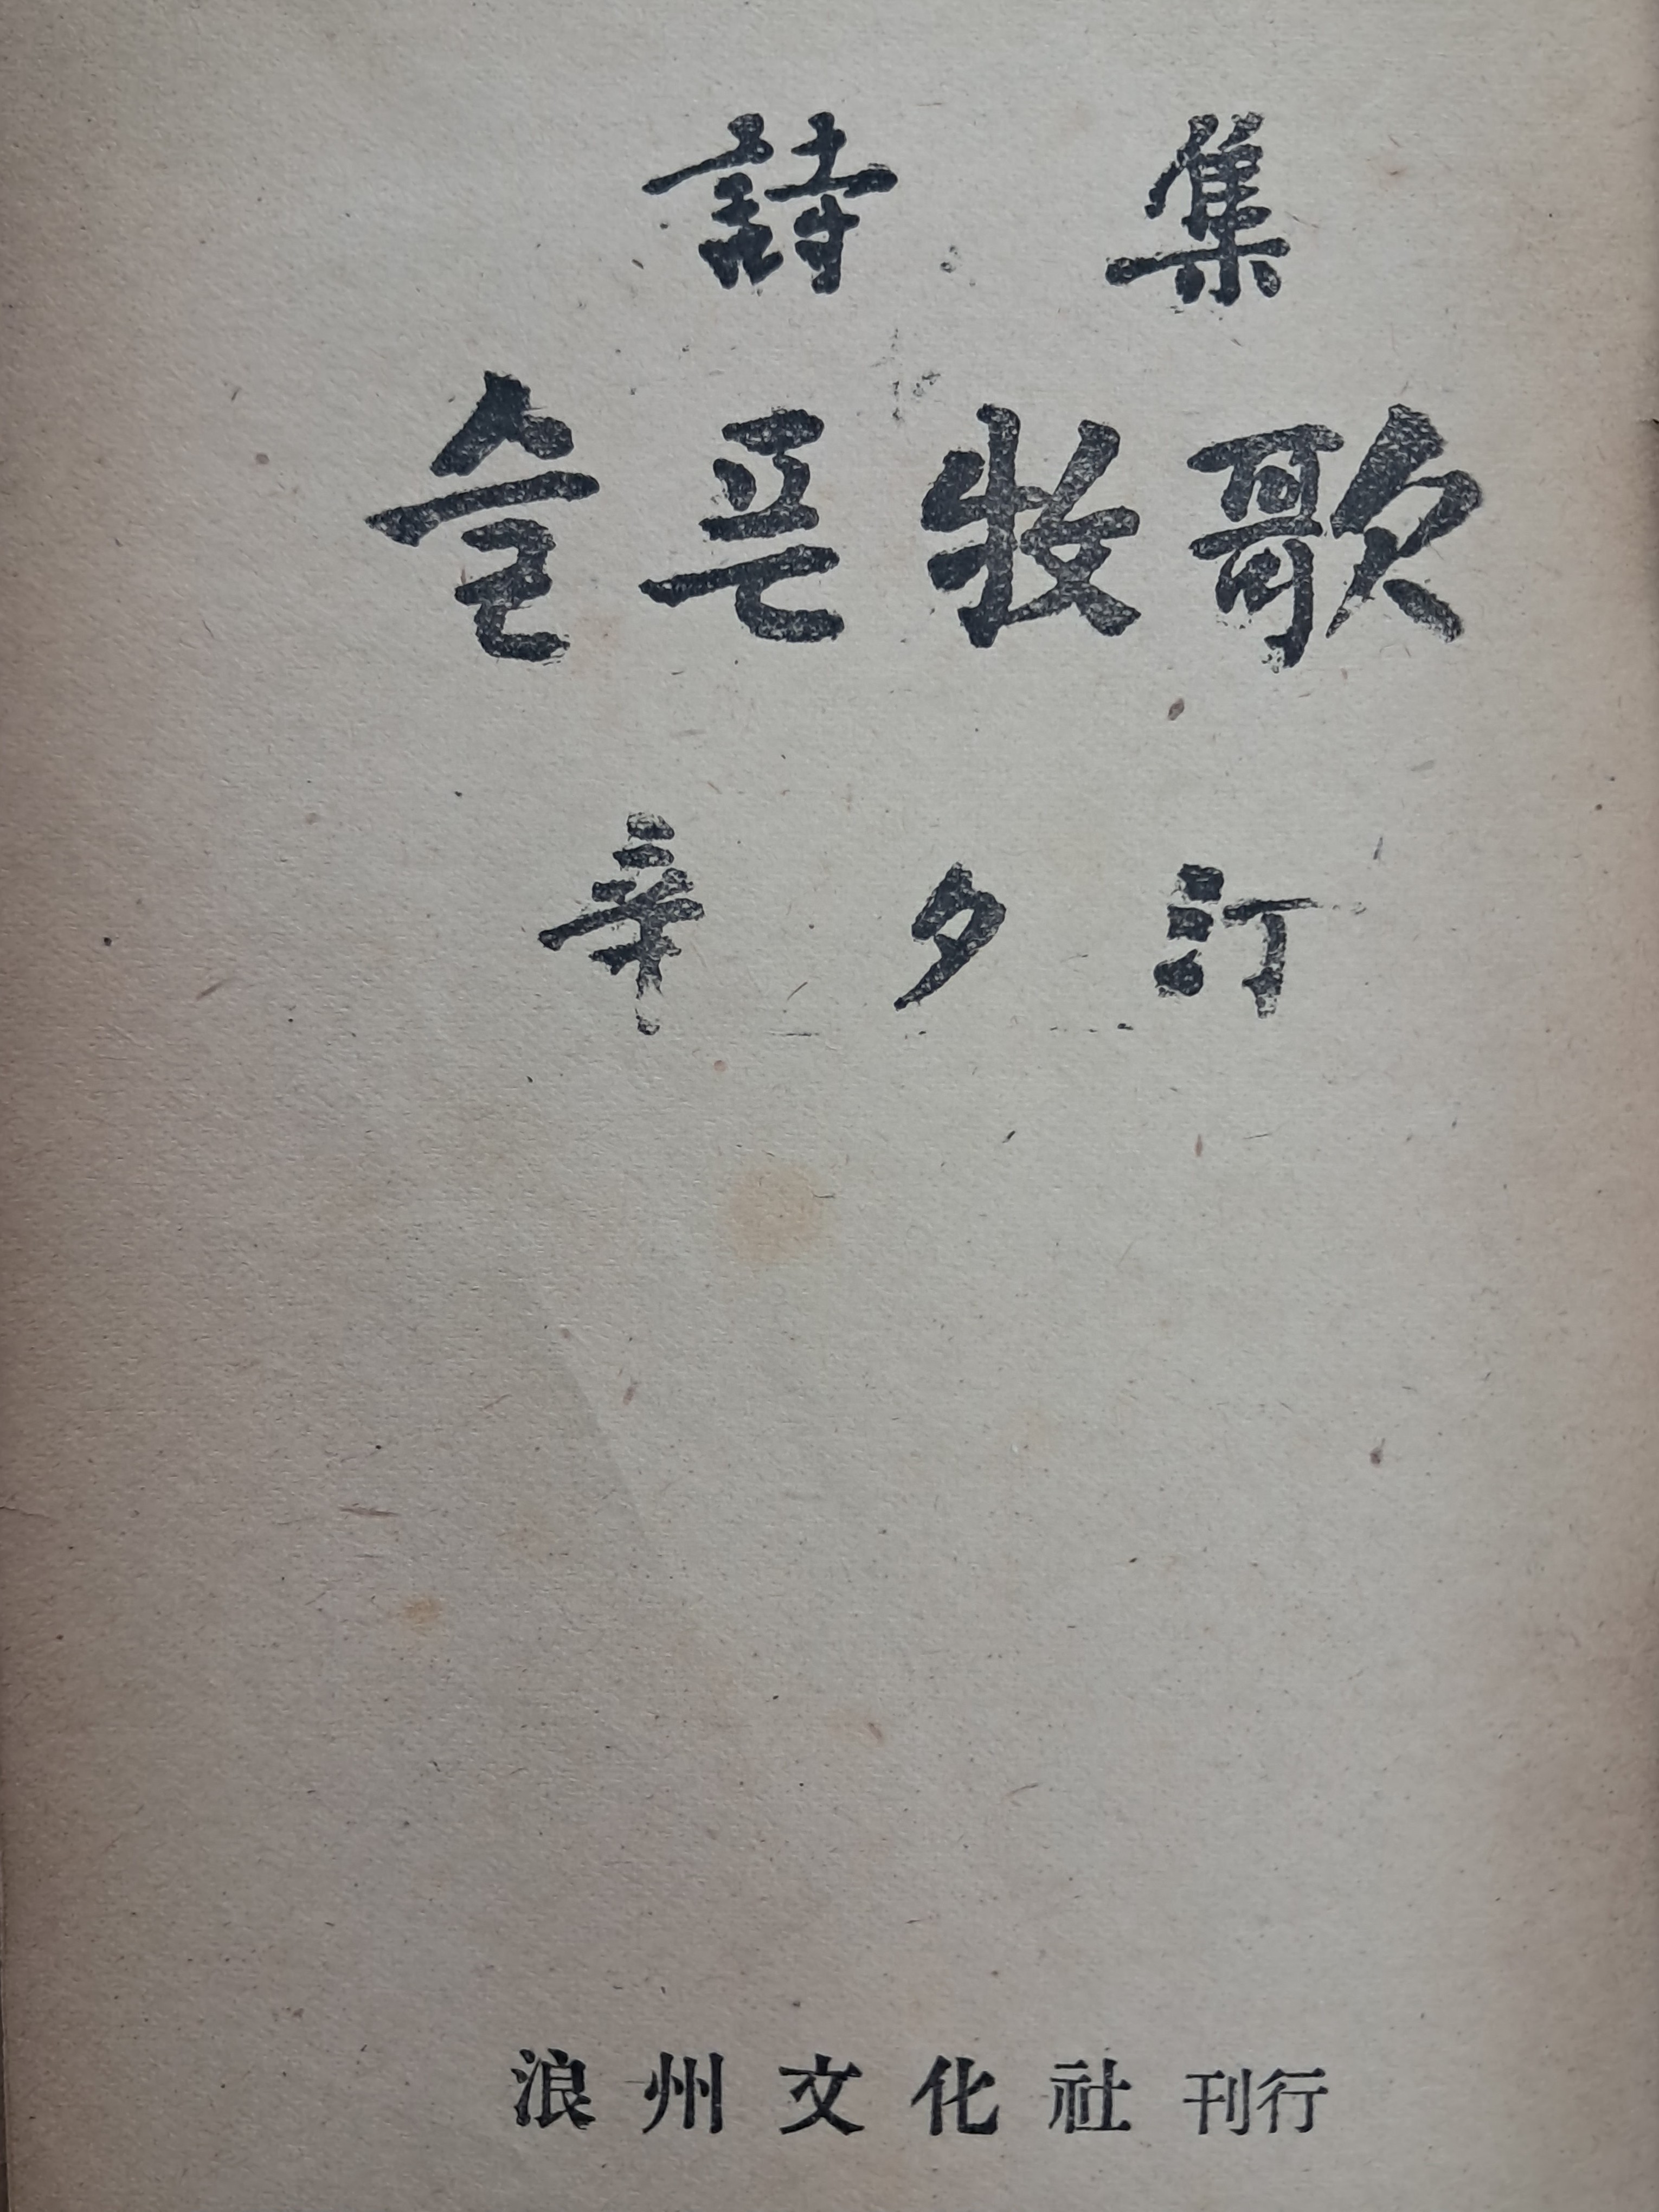 詩 集
슬픈牧歌
辛 夕 汀
浪州文化社刊行